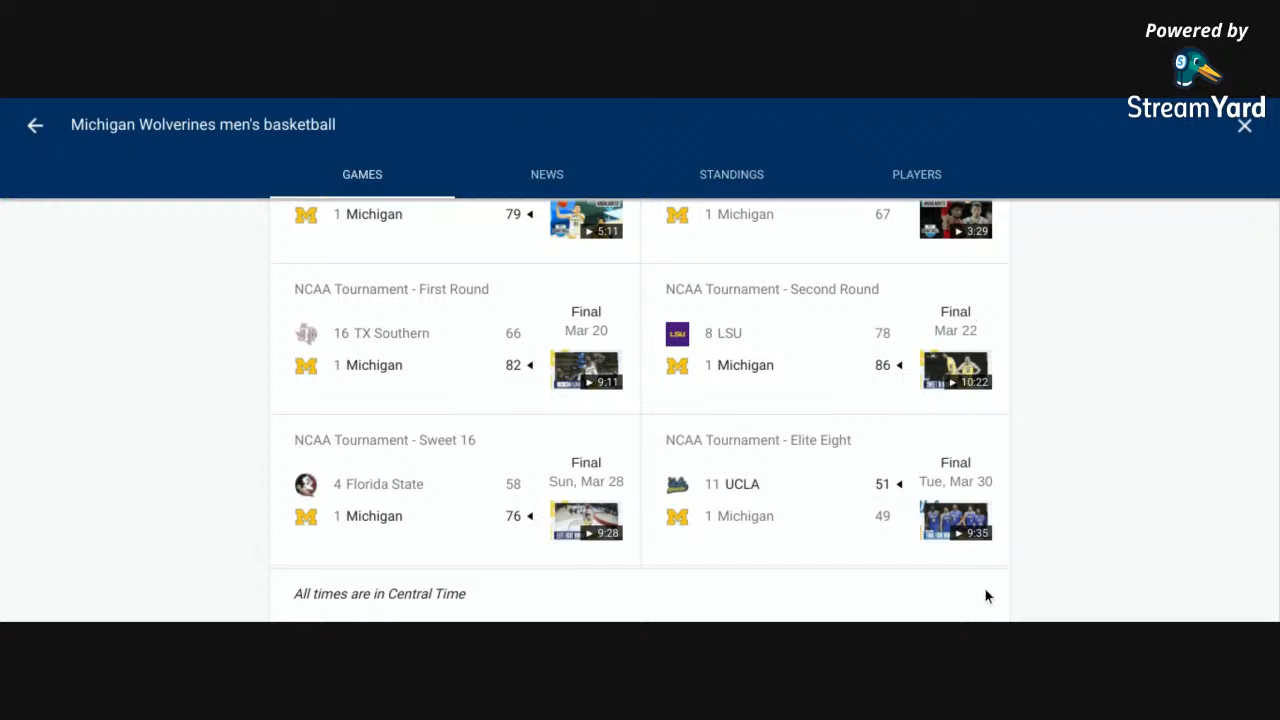 Powered by
StreamYard
Michigan Wolverines men's basketball
GAMES NEWS STANDINGS PLAYERS
1 Michigan 79
5:11
1 Michigan 67
3:29
NCAA Tournament - First Round
Final
Mar 20
16 TX Southern 66
1 Michigan 82
9:11
NCAA Tournament - Second Round
Final
Mar 22
8 LSU 78
1 Michigan 86
10:22
NCAA Tournament - Sweet 16
Final
Sun, Mar 28
4 Florida State 58
1 Michigan 76
9:28
NCAA Tournament - Elite Eight
Final
Tue, Mar 30
11 UCLA 51
1 Michigan 49
9:35
All times are in Central Time